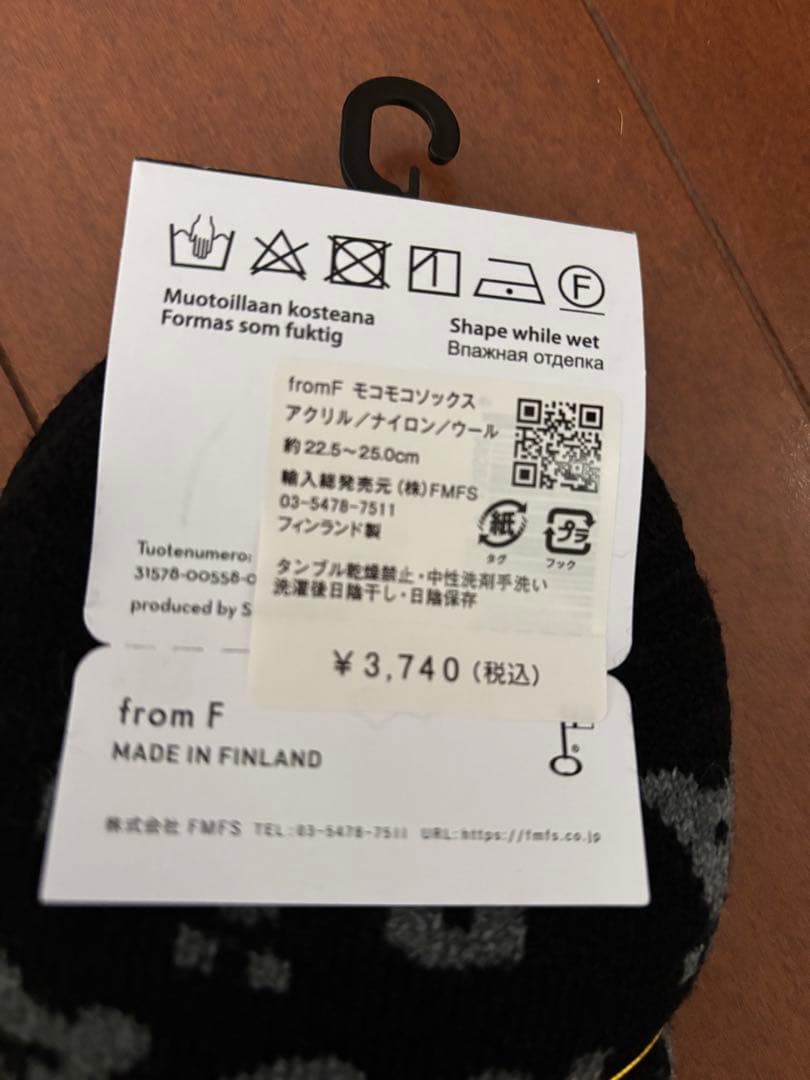 F
Muotoillaan kosteana
Formas som fuktig
Shape while wet
Влажная отделка
fromF モコモコソックス
アクリル/ナイロン/ウール
約22.5~25.0cm
輸入総発売元(株)FMFS
03-5478-7511
フィンランド製
紙
タグ
プラ
フック
タンブル乾燥禁止・中性洗剤手洗い
洗濯後日陰干し・日陰保存
¥3,740(税込)
Tuotenumero:
31578-00558-0
produced by S
from F
MADE IN FINLAND
株式会社 FMFS TEL:03-5478-7511 URL:https://fmfs.co.jp